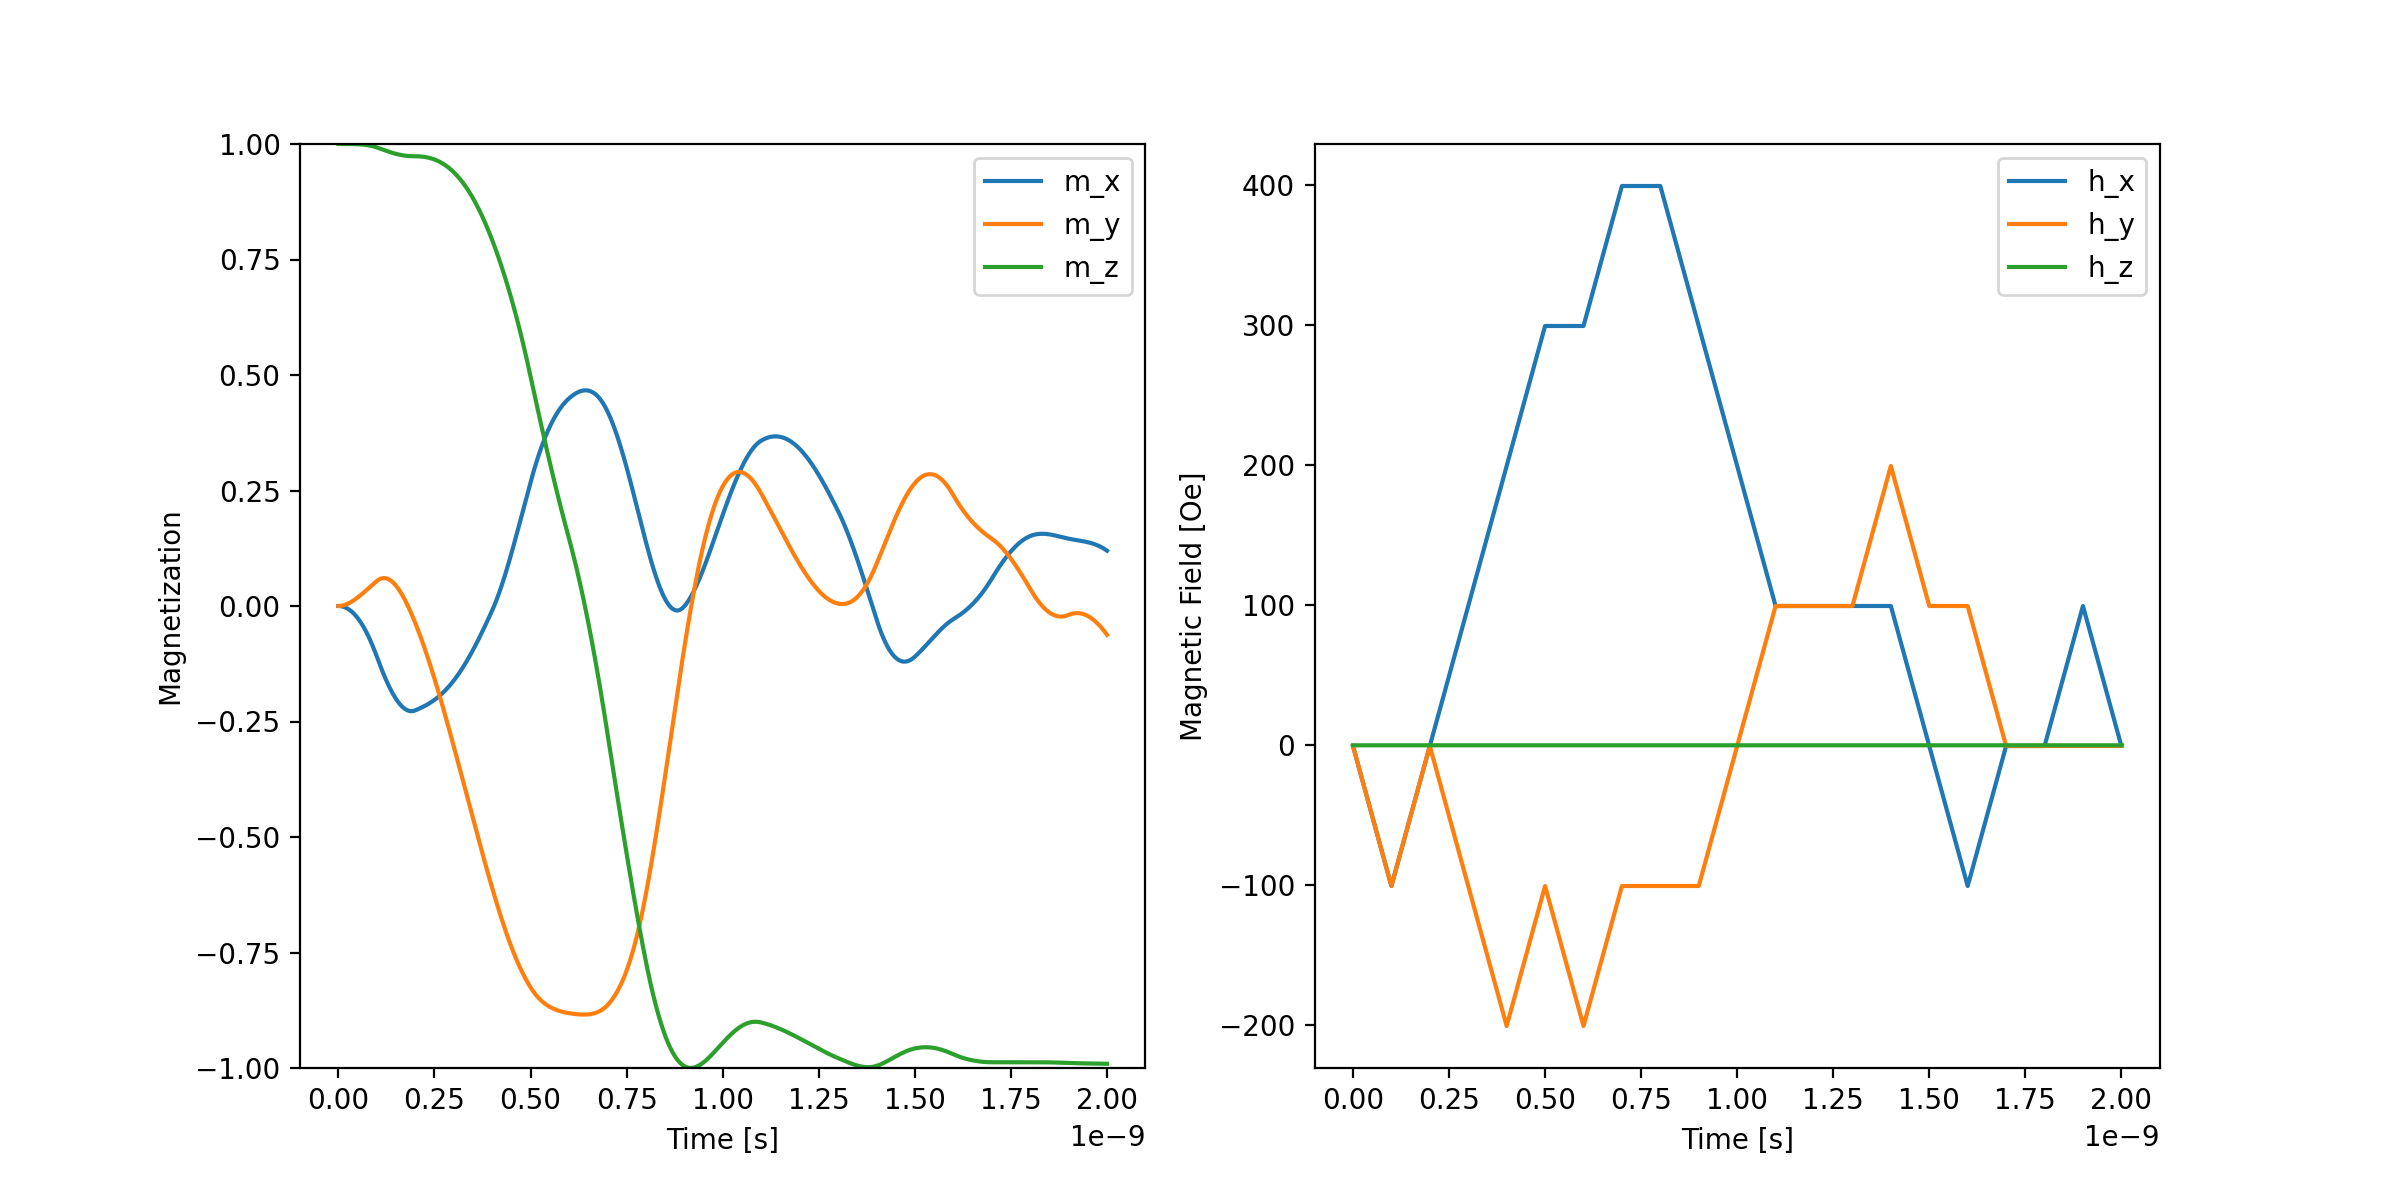 Magnetization
1.00
0.75
0.50
0.25
0.00
−0.25
−0.50
−0.75
−1.00
0.00 0.25 0.50 0.75 1.00 1.25 1.50 1.75 2.00
Time [s]
1e−9
m_x
m_y
m_z
Magnetic Field [Oe]
400
300
200
100
0
−100
−200
0.00 0.25 0.50 0.75 1.00 1.25 1.50 1.75 2.00
Time [s]
1e−9
h_x
h_y
h_z